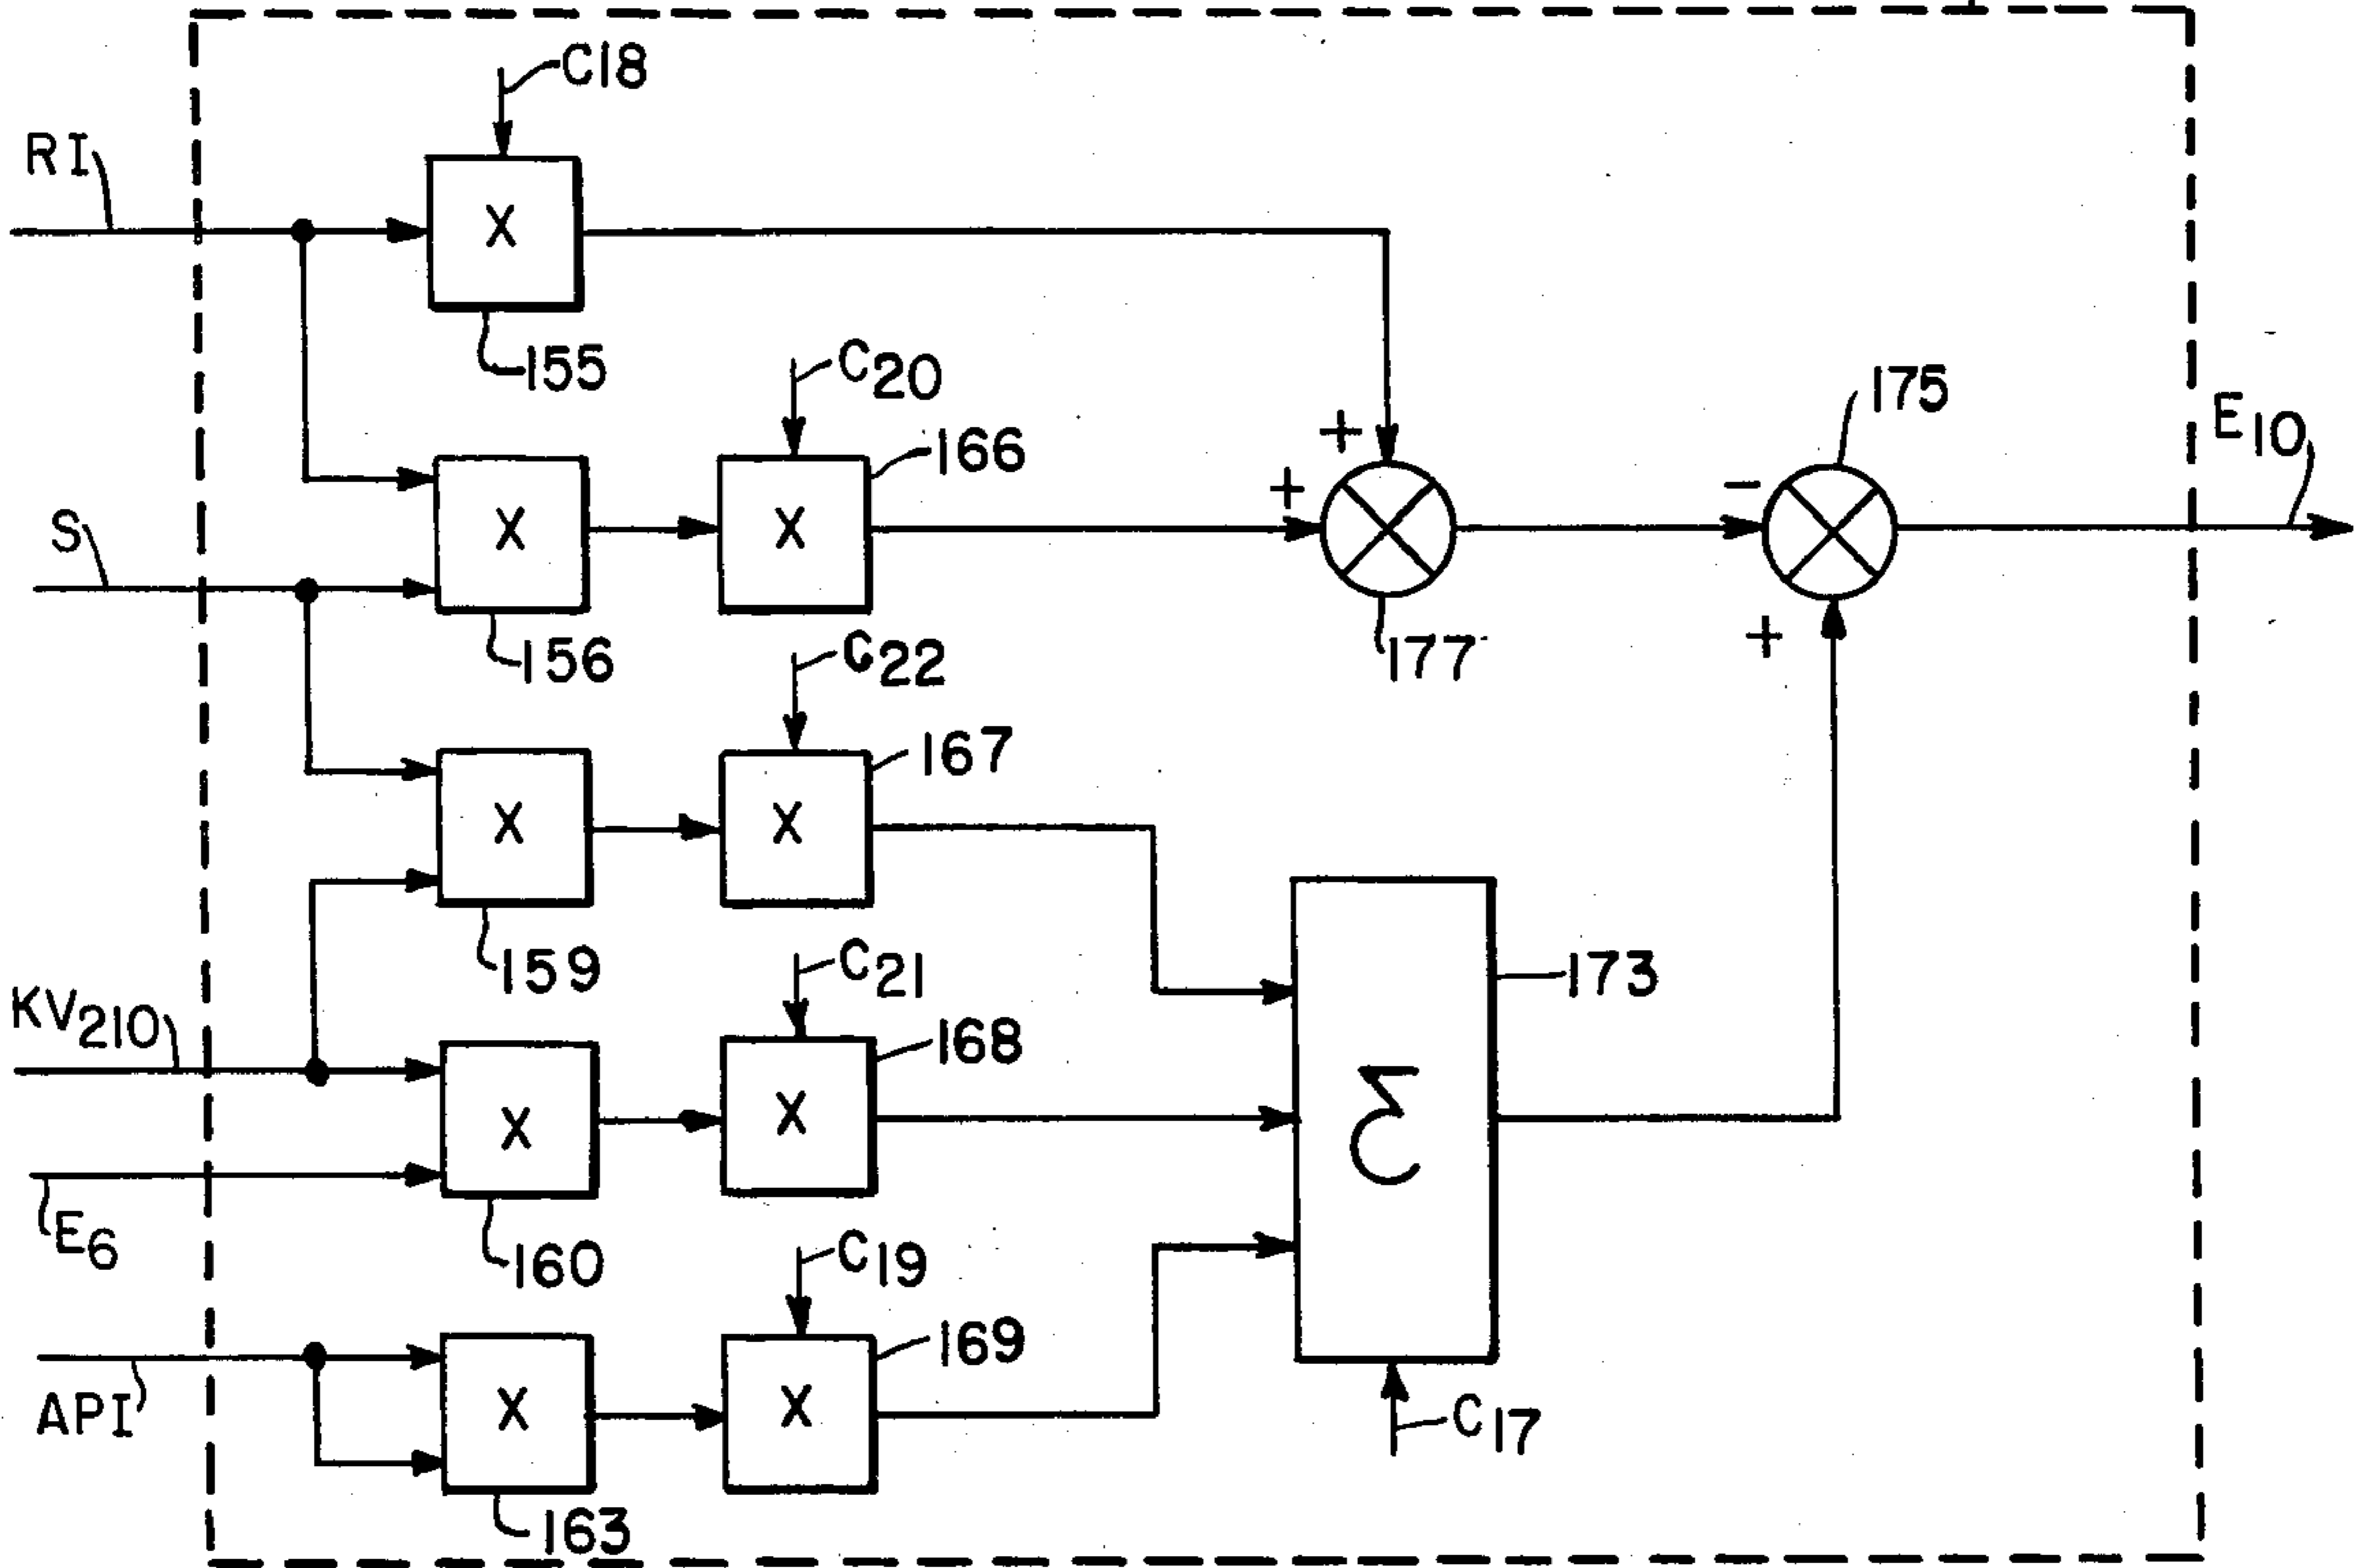 C18
RI
X
155
C20
166
175
E10
+
+
−
S
X
X
156
177
+
C22
167
X
X
159
C21
173
KV210
168
X
X
Σ
E6
160
C19
169
API
X
X
C17
163